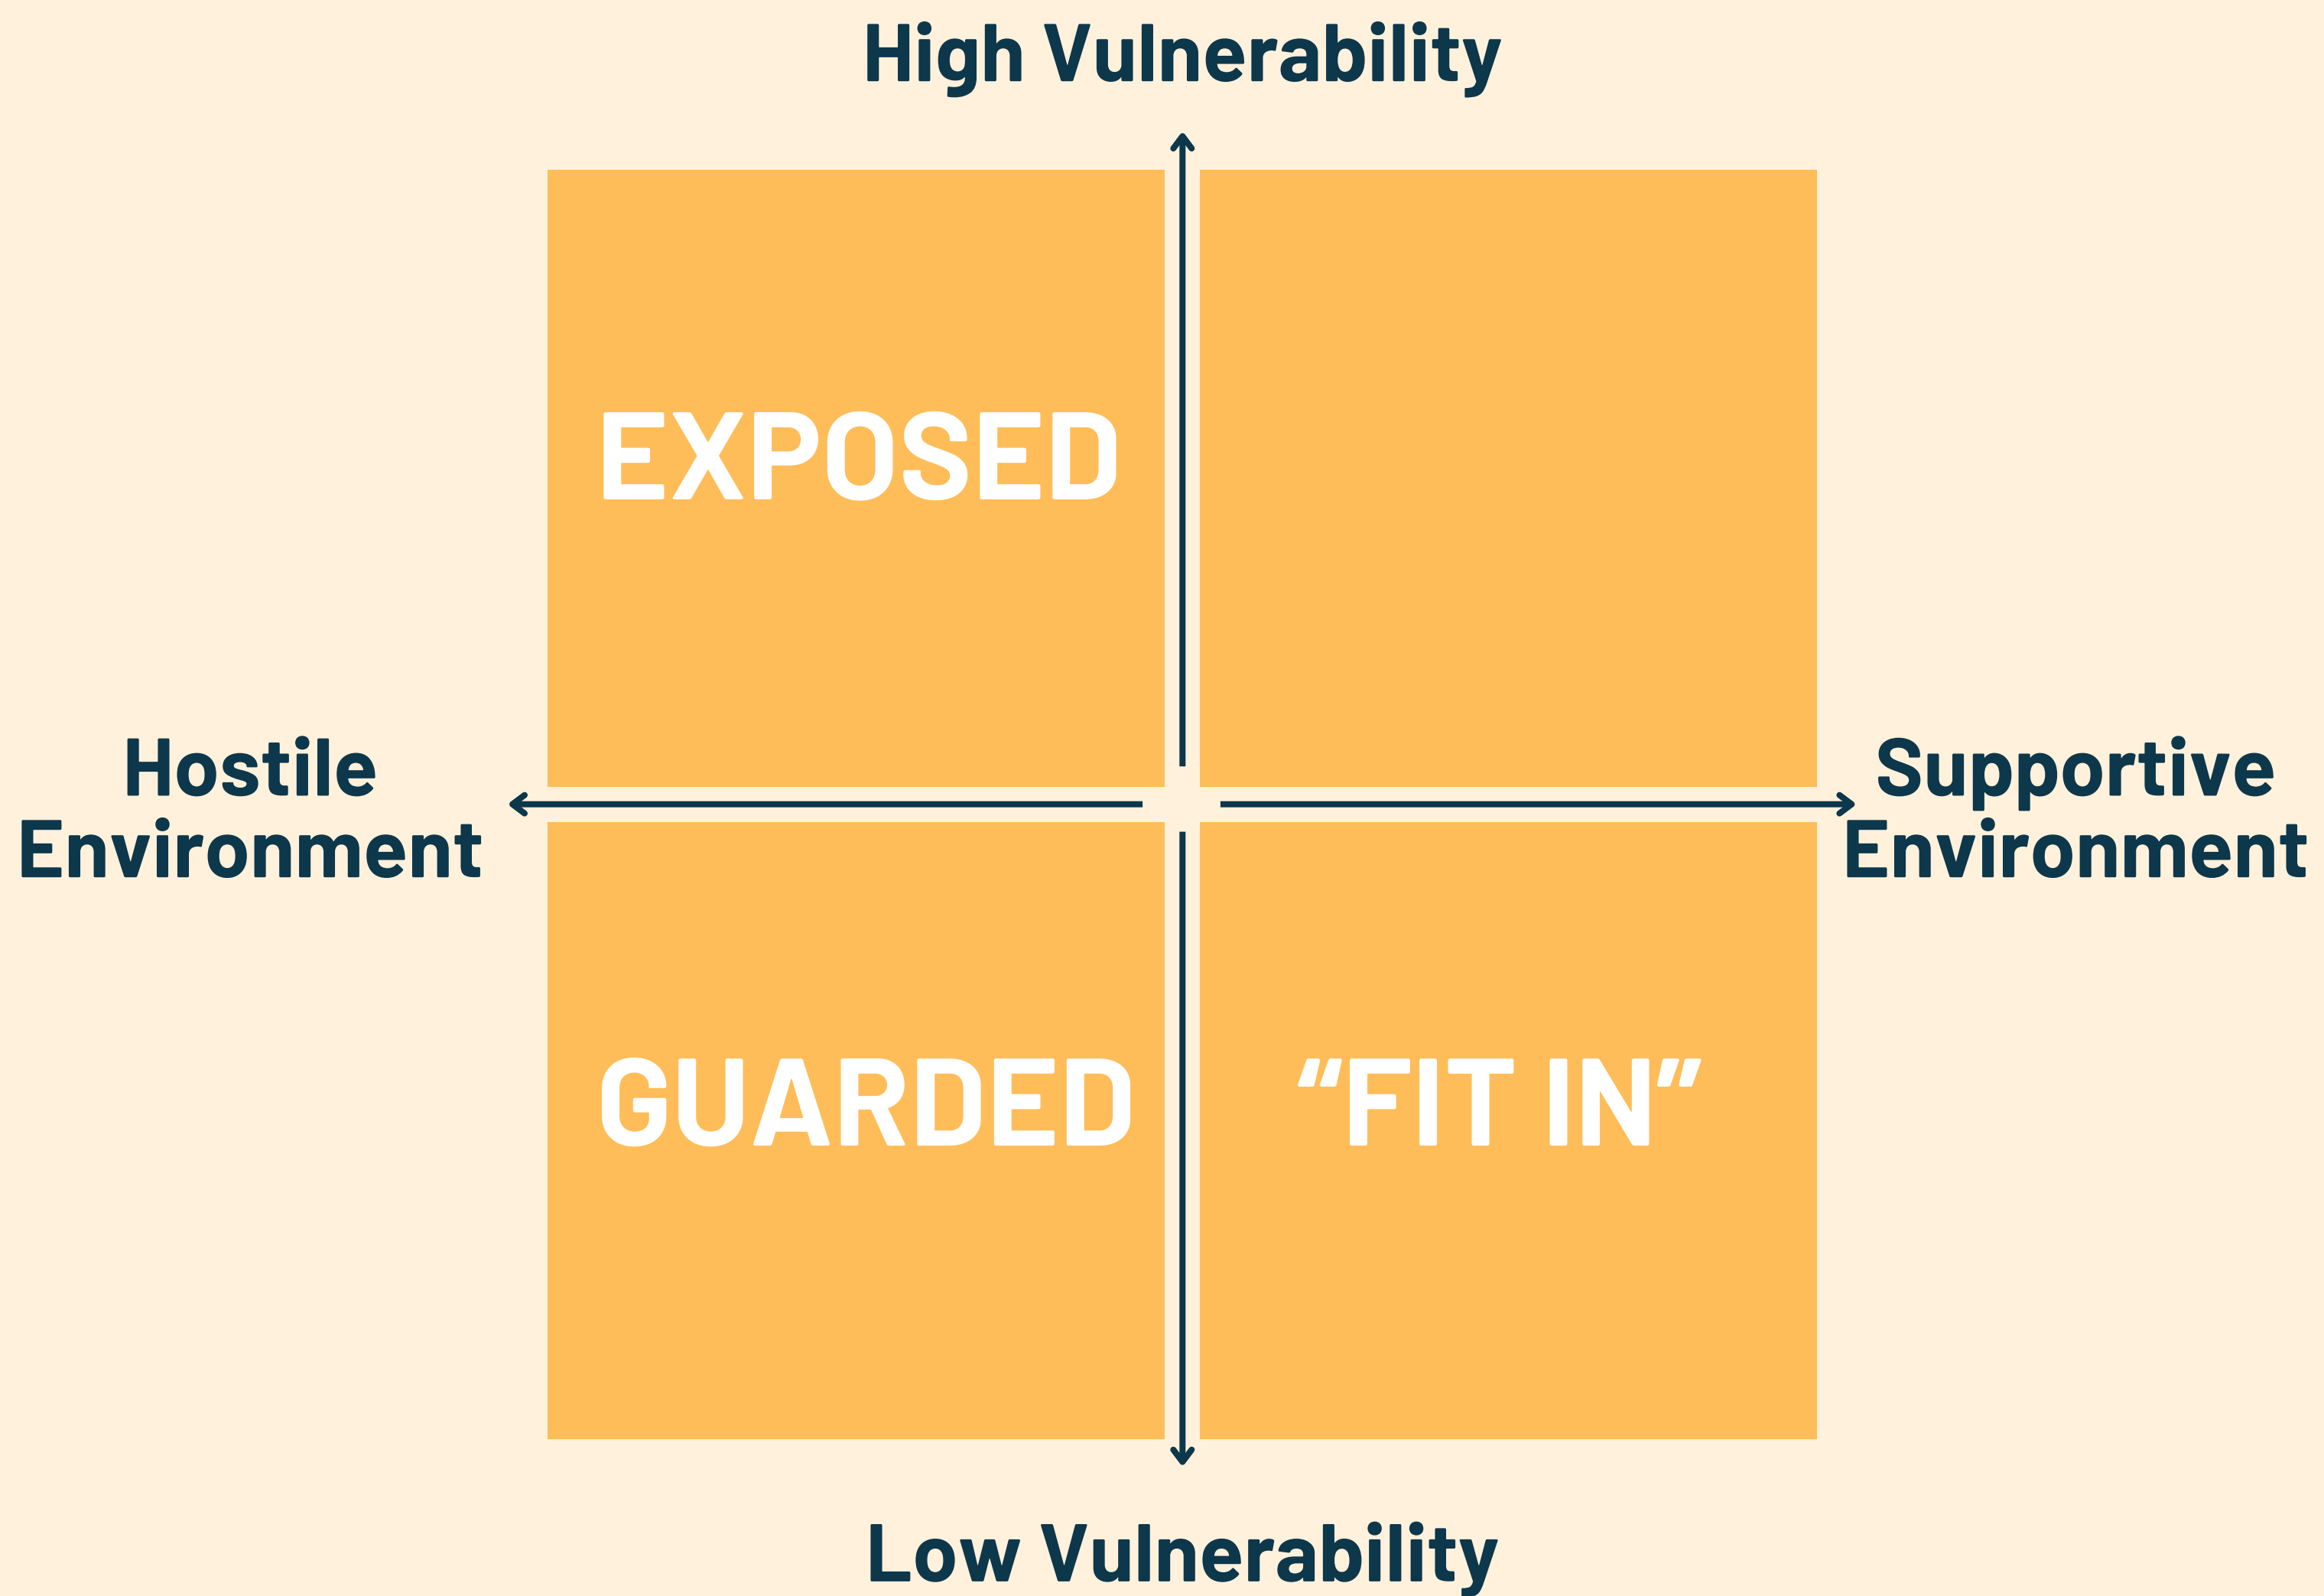 High Vulnerability
EXPOSED
Hostile
Environment
Supportive
Environment
GUARDED
“FIT IN”
Low Vulnerability